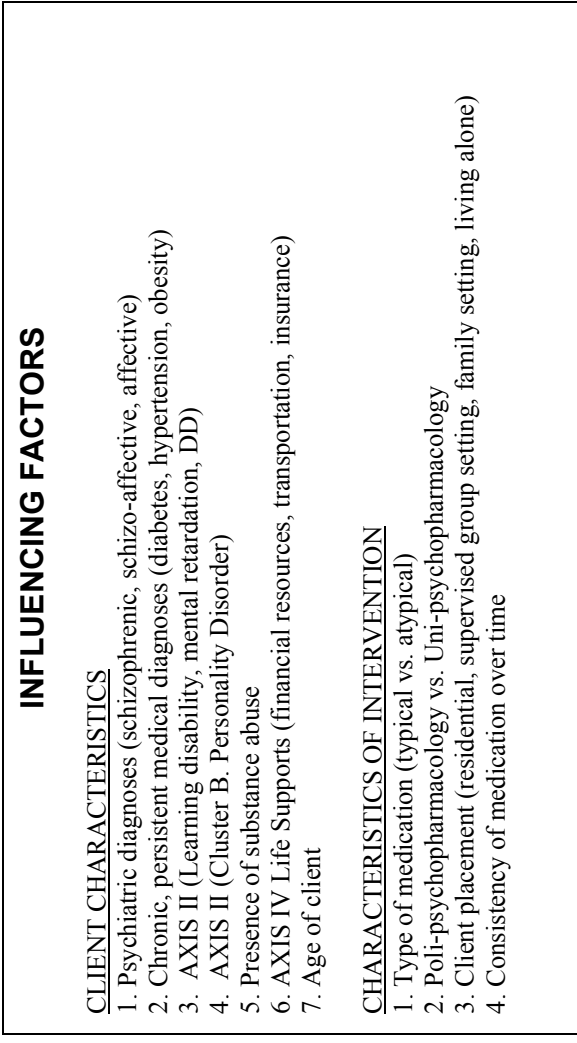 INFLUENCING FACTORS
CLIENT CHARACTERISTICS
1. Psychiatric diagnoses (schizophrenic, schizo-affective, affective)
2. Chronic, persistent medical diagnoses (diabetes, hypertension, obesity)
3. AXIS II (Learning disability, mental retardation, DD)
4. AXIS II (Cluster B. Personality Disorder)
5. Presence of substance abuse
6. AXIS IV Life Supports (financial resources, transportation, insurance)
7. Age of client
CHARACTERISTICS OF INTERVENTION
1. Type of medication (typical vs. atypical)
2. Poli-psychopharmacology vs. Uni-psychopharmacology
3. Client placement (residential, supervised group setting, family setting, living alone)
4. Consistency of medication over time